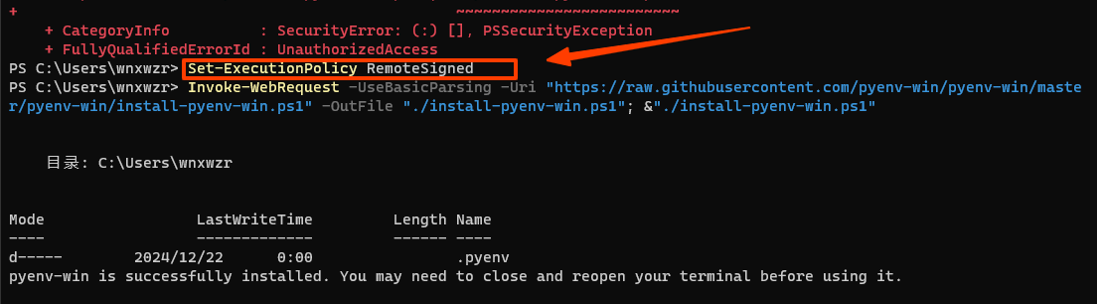 +                                                  ~~~~~~~~~~~~~~~~~~~~~~~~~
    + CategoryInfo          : SecurityError: (:) [], PSSecurityException
    + FullyQualifiedErrorId : UnauthorizedAccess
PS C:\Users\wnxwzr> Set-ExecutionPolicy RemoteSigned
PS C:\Users\wnxwzr> Invoke-WebRequest -UseBasicParsing -Uri "https://raw.githubusercontent.com/pyenv-win/pyenv-win/maste
r/pyenv-win/install-pyenv-win.ps1" -OutFile "./install-pyenv-win.ps1"; &"./install-pyenv-win.ps1"
    目录: C:\Users\wnxwzr
Mode                 LastWriteTime         Length Name
----                 -------------         ------ ----
d-----        2024/12/22      0:00                .pyenv
pyenv-win is successfully installed. You may need to close and reopen your terminal before using it.